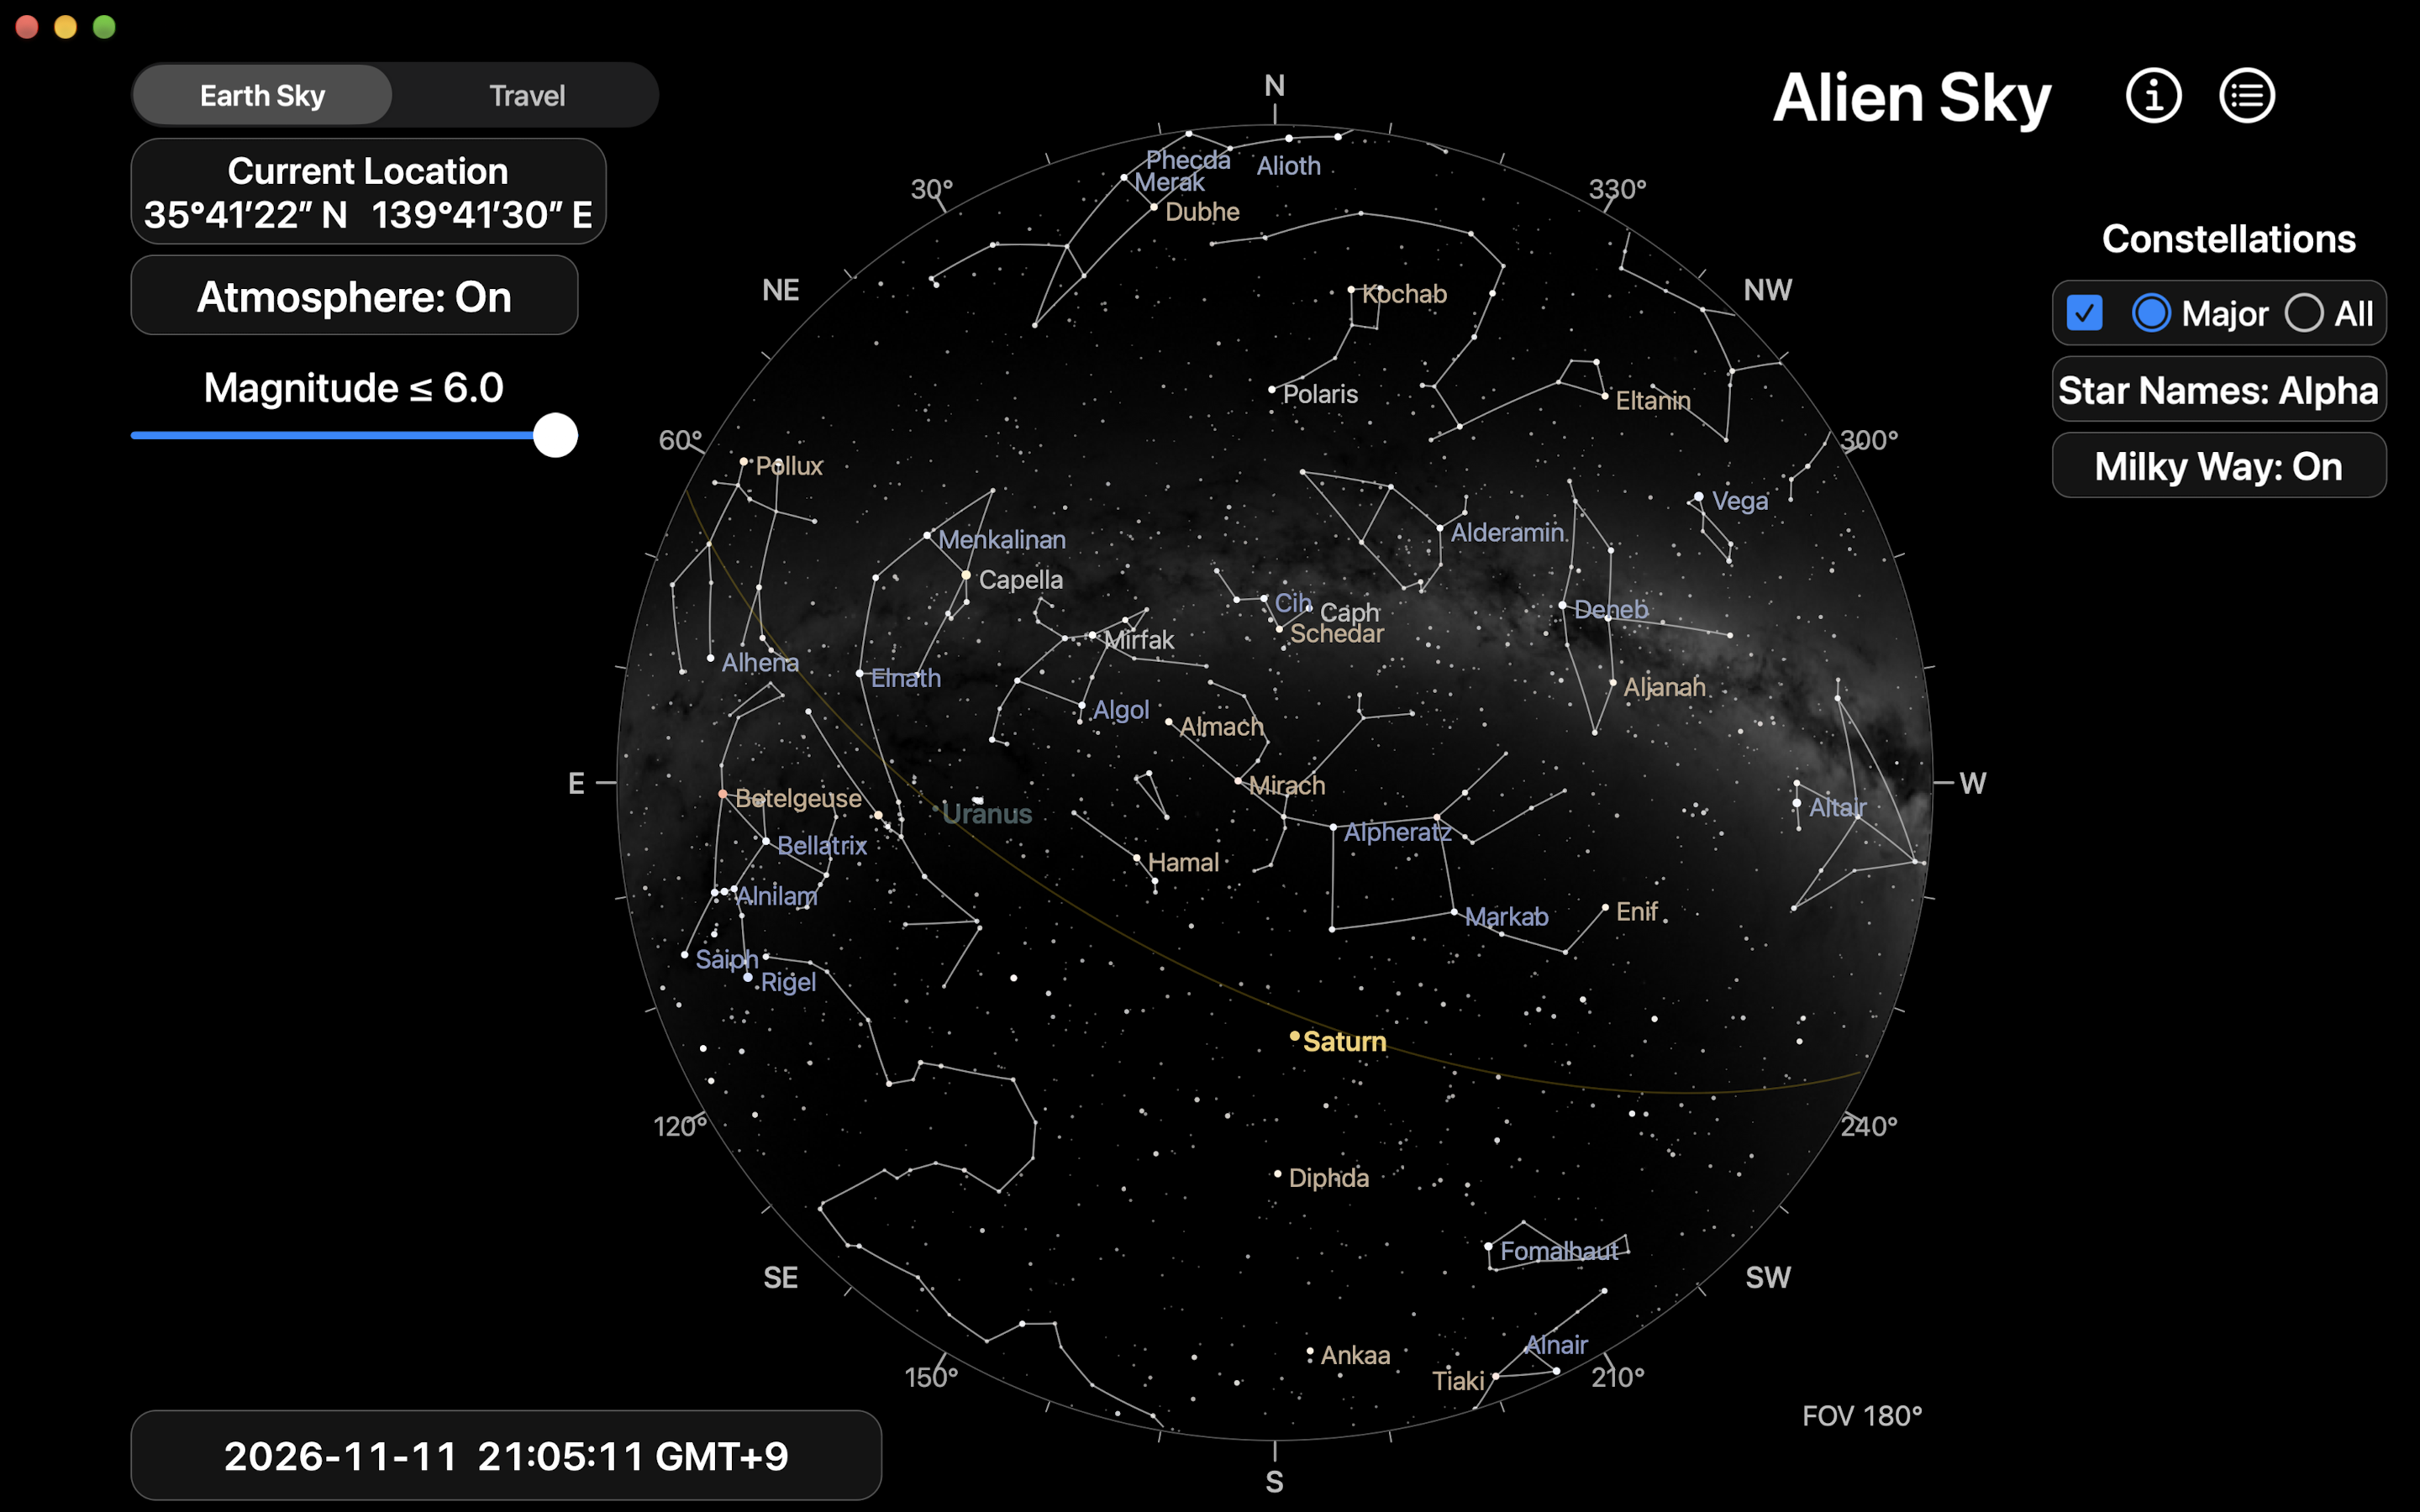 Earth Sky
Travel
Alien Sky
Current Location
35°41′22″ N 139°41′30″ E
Atmosphere: On
Magnitude ≤ 6.0
Constellations
Major
All
Star Names: Alpha
Milky Way: On
N
30°
330°
NE
NW
60°
300°
E
W
120°
240°
SE
SW
150°
210°
S
Phecda
Alioth
Merak
Dubhe
Kochab
Polaris
Eltanin
Pollux
Vega
Menkalinan
Alderamin
Capella
Cih
Caph
Deneb
Schedar
Mirfak
Alhena
Elnath
Aljanah
Algol
Almach
Mirach
Betelgeuse
Uranus
Altair
Alpheratz
Bellatrix
Hamal
Alnilam
Markab
Enif
Saiph
Rigel
Saturn
Diphda
Fomalhaut
Alnair
Ankaa
Tiaki
FOV 180°
2026-11-11 21:05:11 GMT+9